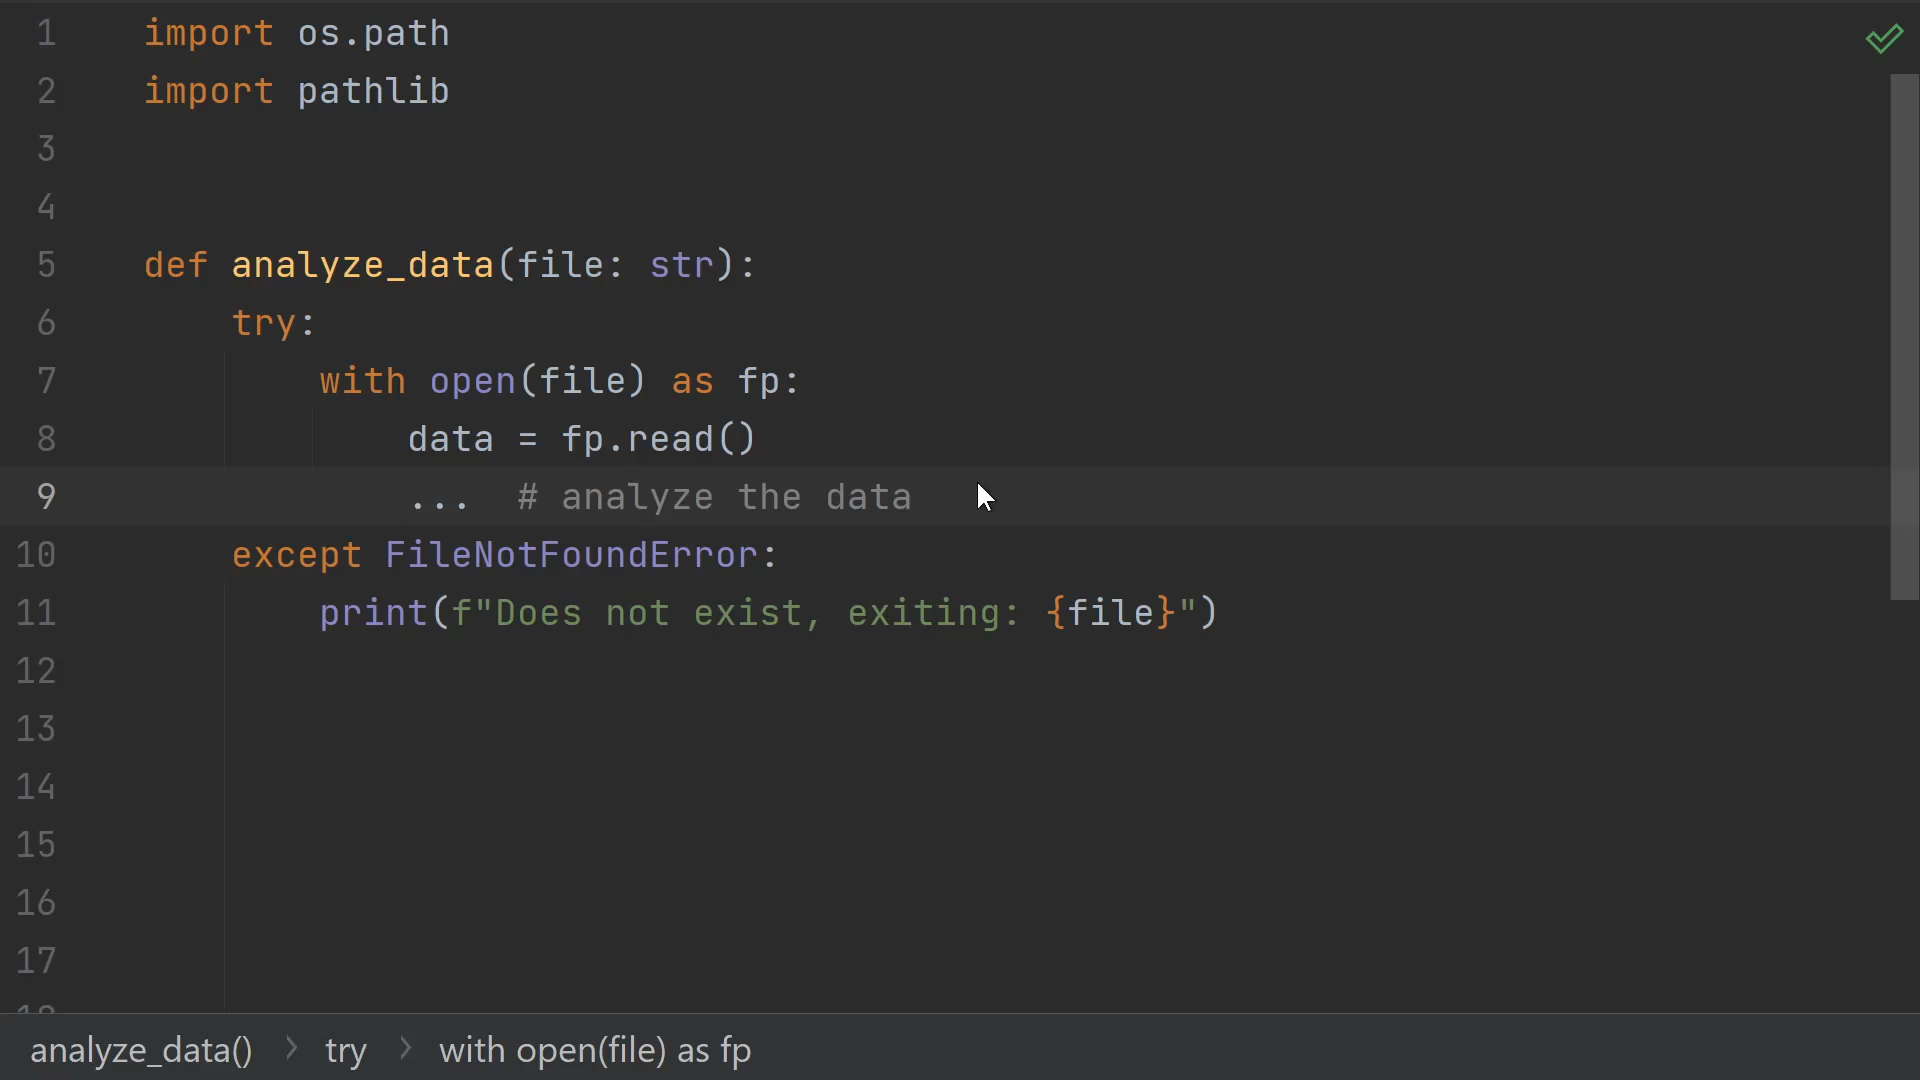 1 import os.path
2 import pathlib
3
4
5 def analyze_data(file: str):
6     try:
7         with open(file) as fp:
8             data = fp.read()
9             ...  # analyze the data
10     except FileNotFoundError:
11         print(f"Does not exist, exiting: {file}")
12
13
14
15
16
17
analyze_data() > try > with open(file) as fp